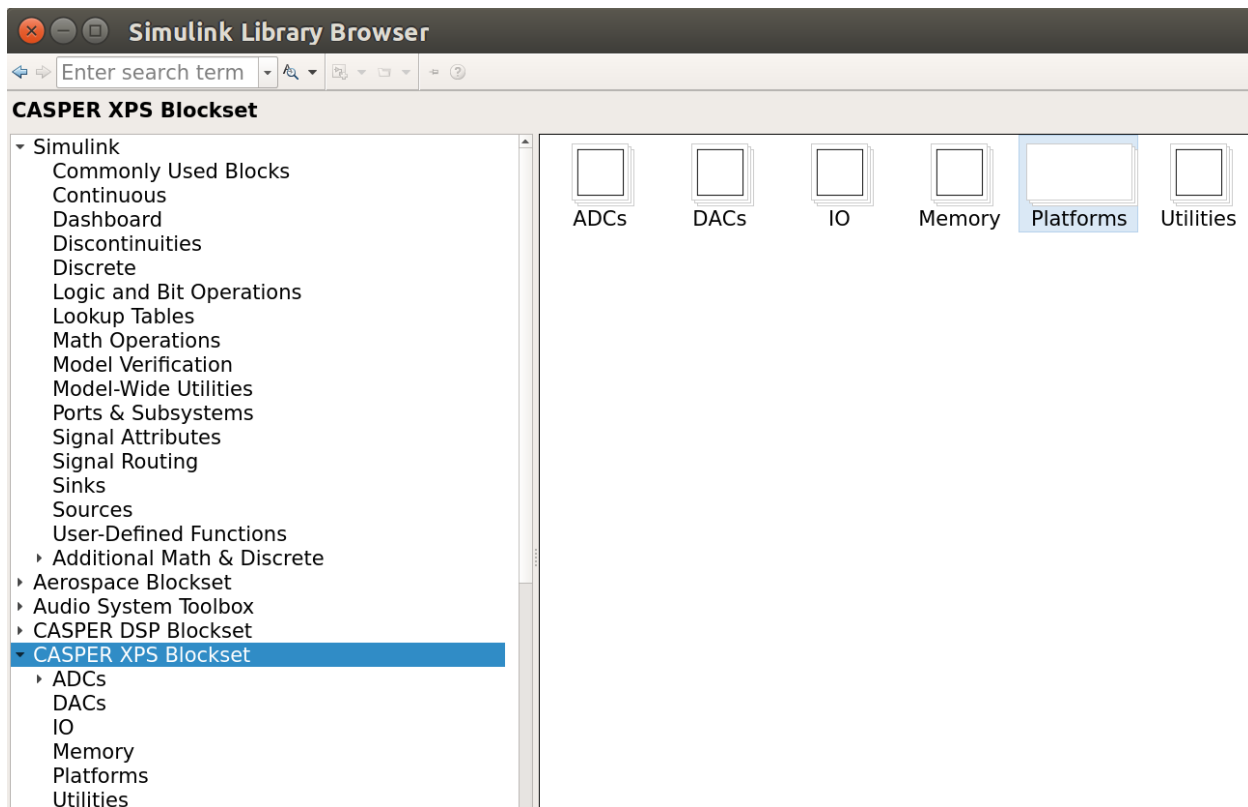 Simulink Library Browser
Enter search term
CASPER XPS Blockset
Simulink
Commonly Used Blocks
Continuous
Dashboard
Discontinuities
Discrete
Logic and Bit Operations
Lookup Tables
Math Operations
Model Verification
Model-Wide Utilities
Ports & Subsystems
Signal Attributes
Signal Routing
Sinks
Sources
User-Defined Functions
Additional Math & Discrete
Aerospace Blockset
Audio System Toolbox
CASPER DSP Blockset
CASPER XPS Blockset
ADCs
DACs
IO
Memory
Platforms
Utilities
ADCs DACs IO Memory Platforms Utilities